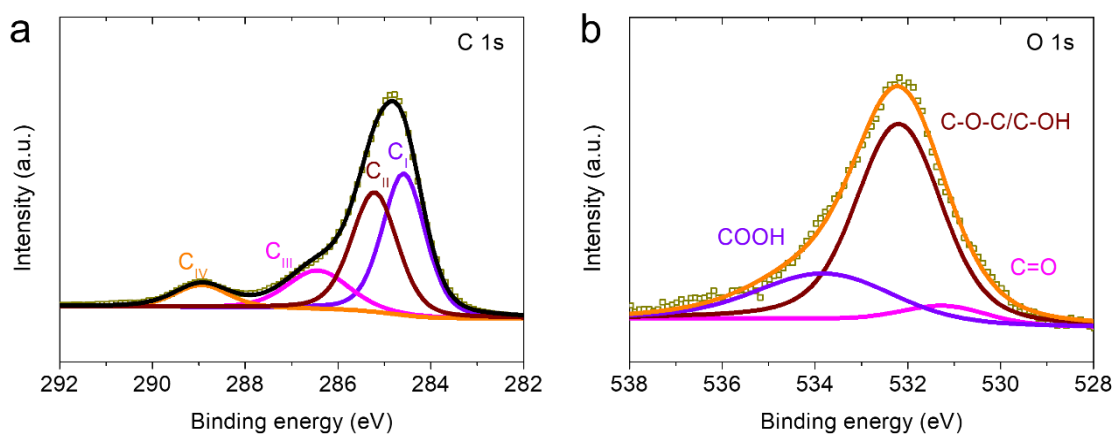 a
C 1s
C_I
C_II
C_III
C_IV
Intensity (a.u.)
292 290 288 286 284 282
Binding energy (eV)
b
O 1s
C-O-C/C-OH
COOH
C=O
Intensity (a.u.)
538 536 534 532 530 528
Binding energy (eV)